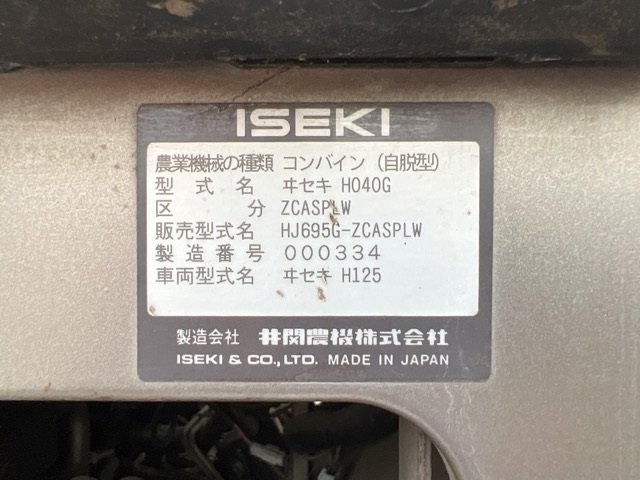 ISEKI
農業機械の種類 コンバイン (自脱型)
型式名 ヰセキ HO40G
区分 ZCASPLW
販売型式名 HJ695G-ZCASPLW
製造番号 000334
車両型式名 ヰセキ H125
製造会社 井関農機株式会社
ISEKI & CO.,LTD. MADE IN JAPAN